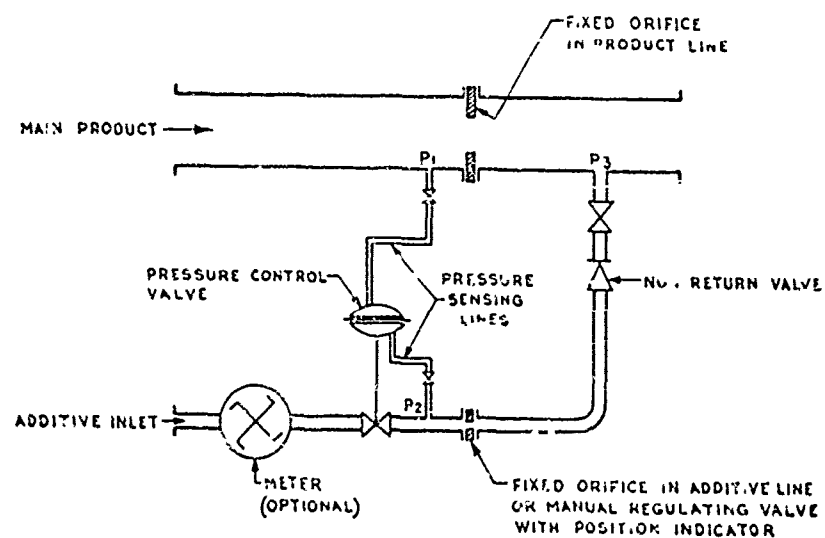 FIXED ORIFICE
IN PRODUCT LINE
MAIN PRODUCT
P1
P3
PRESSURE CONTROL
VALVE
PRESSURE
SENSING
LINES
RETURN VALVE
P2
ADDITIVE INLET
METER
(OPTIONAL)
FIXED ORIFICE IN ADDITIVE LINE
OR MANUAL REGULATING VALVE
WITH POSITION INDICATOR